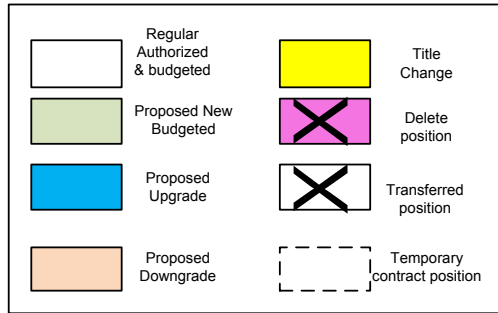 Regular
Authorized
& budgeted
Title
Change
Proposed New
Budgeted
Delete
position
Proposed
Upgrade
Transferred
position
Proposed
Downgrade
Temporary
contract position